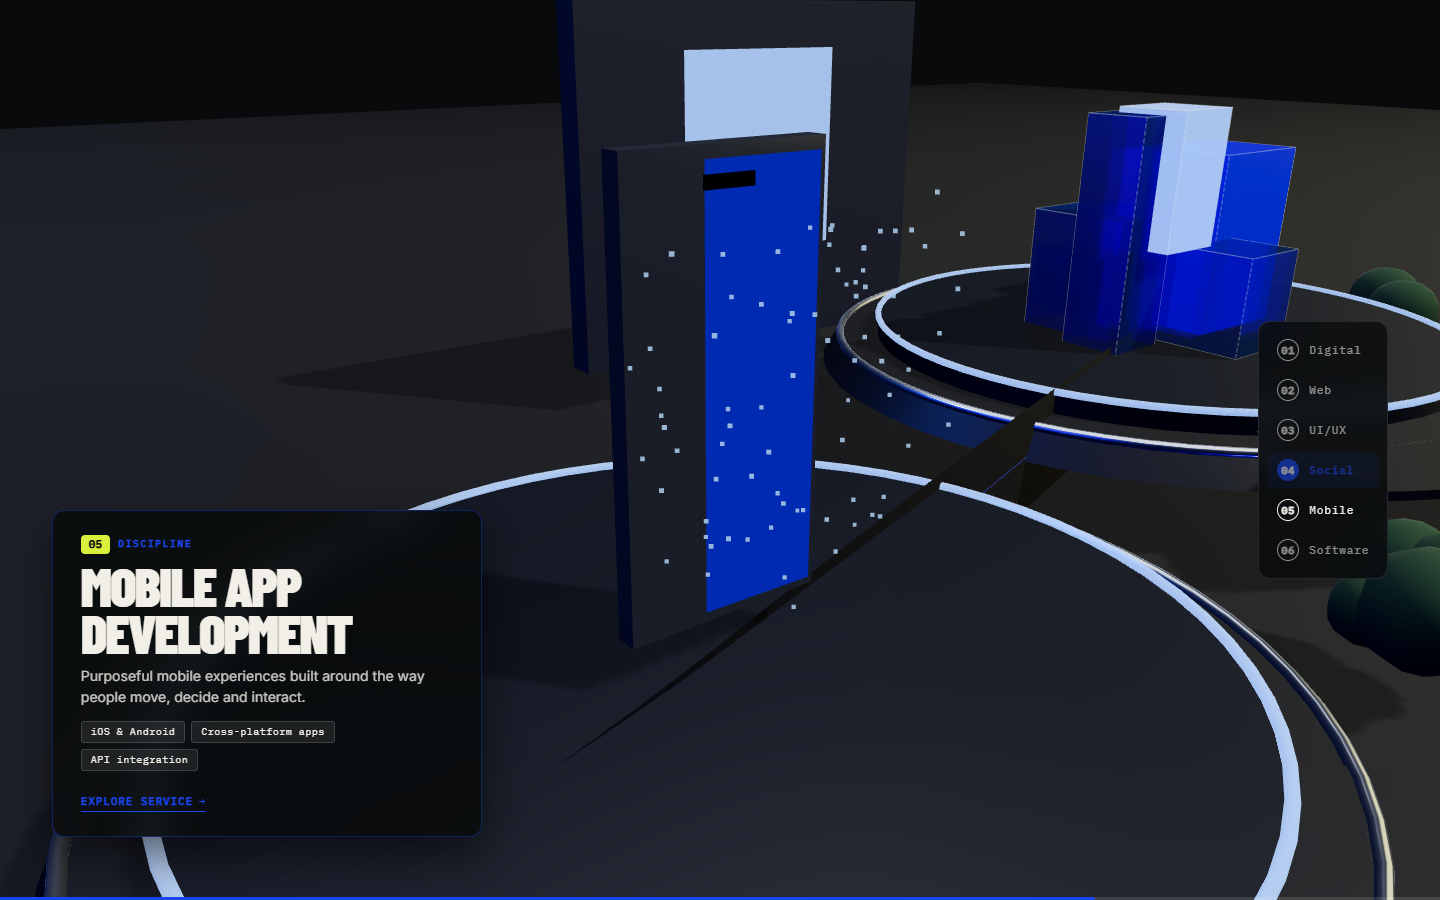 05 DISCIPLINE
MOBILE APP
DEVELOPMENT
Purposeful mobile experiences built around the way
people move, decide and interact.
iOS & Android
Cross-platform apps
API integration
EXPLORE SERVICE →
01 Digital
02 Web
03 UI/UX
04 Social
05 Mobile
06 Software